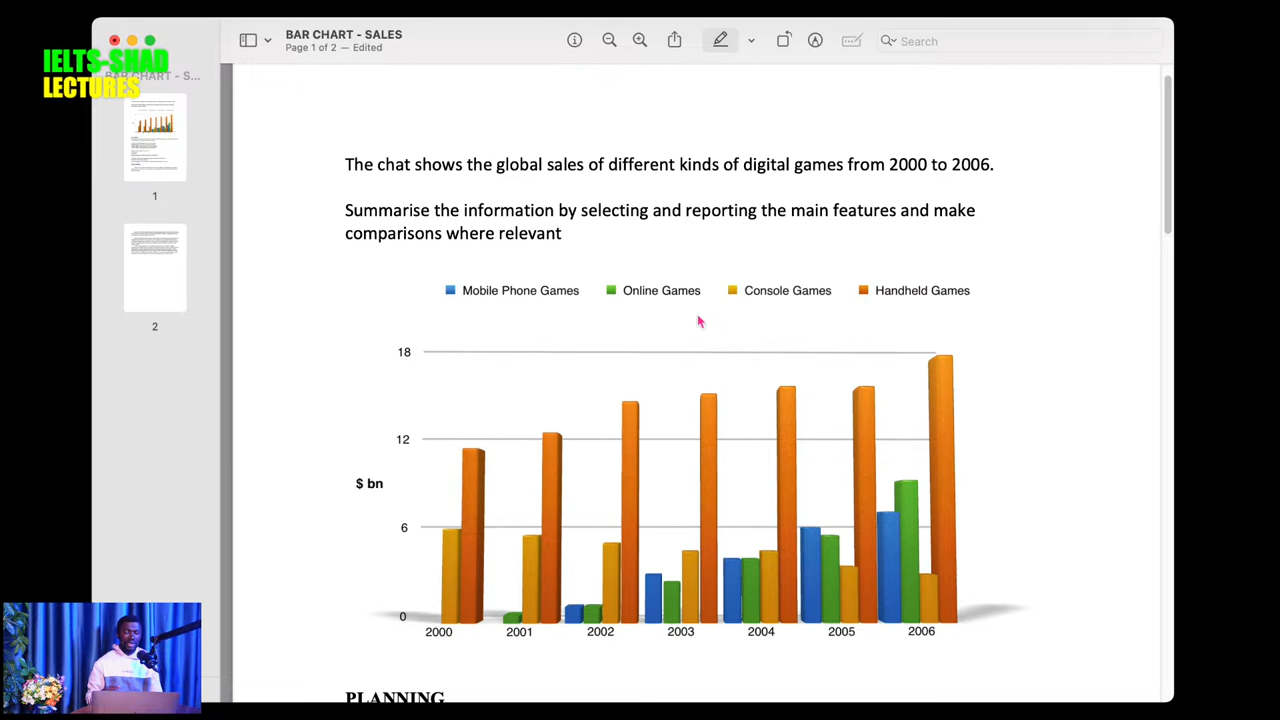 BAR CHART - SALES
Page 1 of 2 — Edited
Search
IELTS-SHAD
LECTURES
BAR CHART - S...
1
2
The chat shows the global sales of different kinds of digital games from 2000 to 2006.
Summarise the information by selecting and reporting the main features and make
comparisons where relevant
Mobile Phone Games Online Games Console Games Handheld Games
18
12
$ bn
6
0
2000 2001 2002 2003 2004 2005 2006
PLANNING